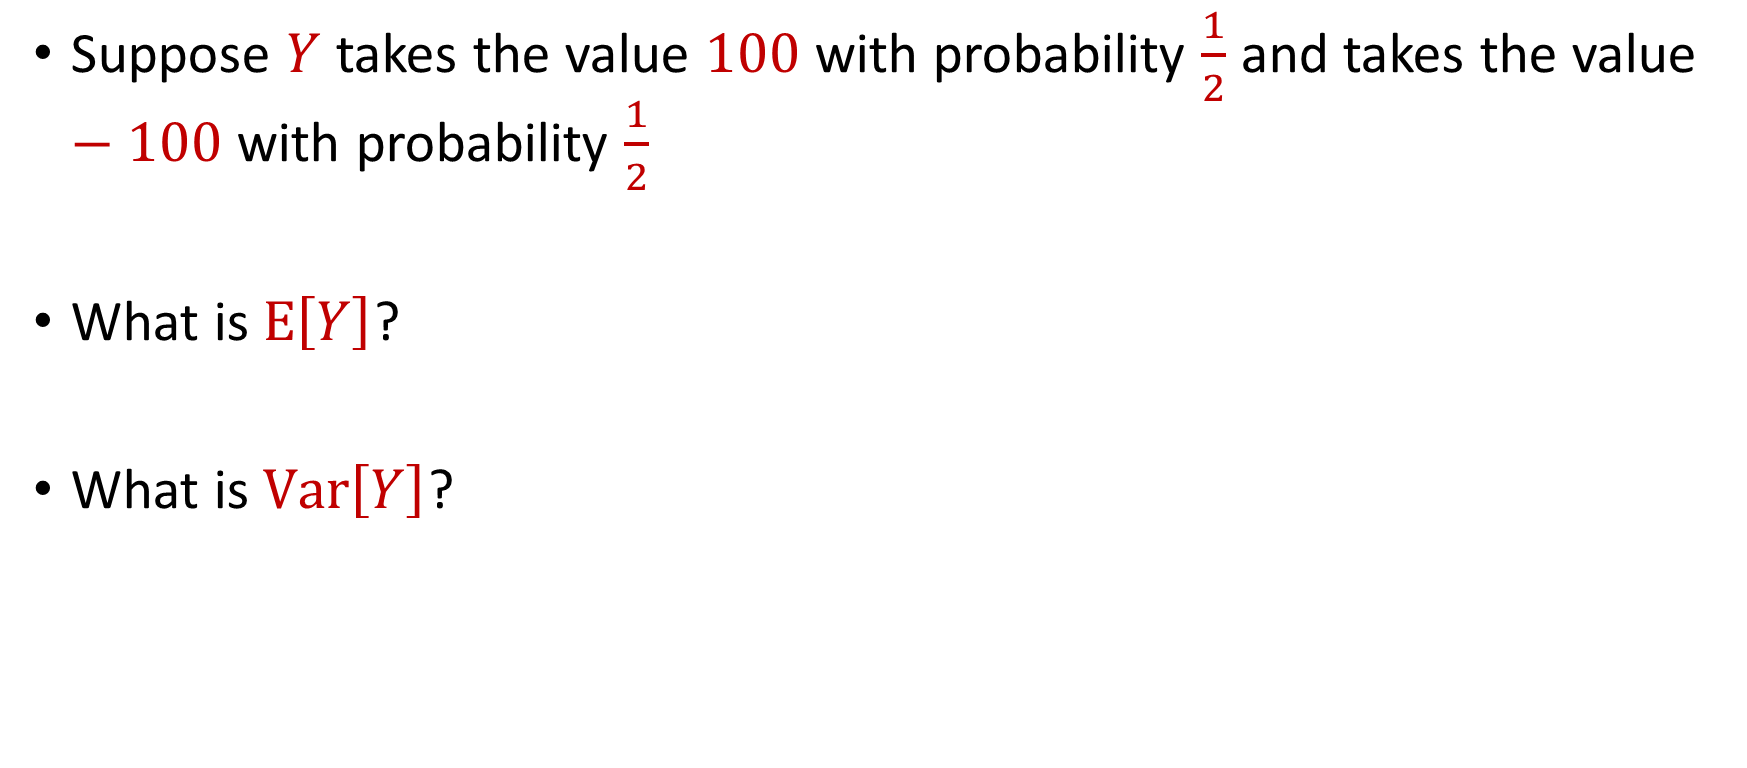 • Suppose Y takes the value 100 with probability 1/2 and takes the value
− 100 with probability 1/2
• What is E[Y]?
• What is Var[Y]?